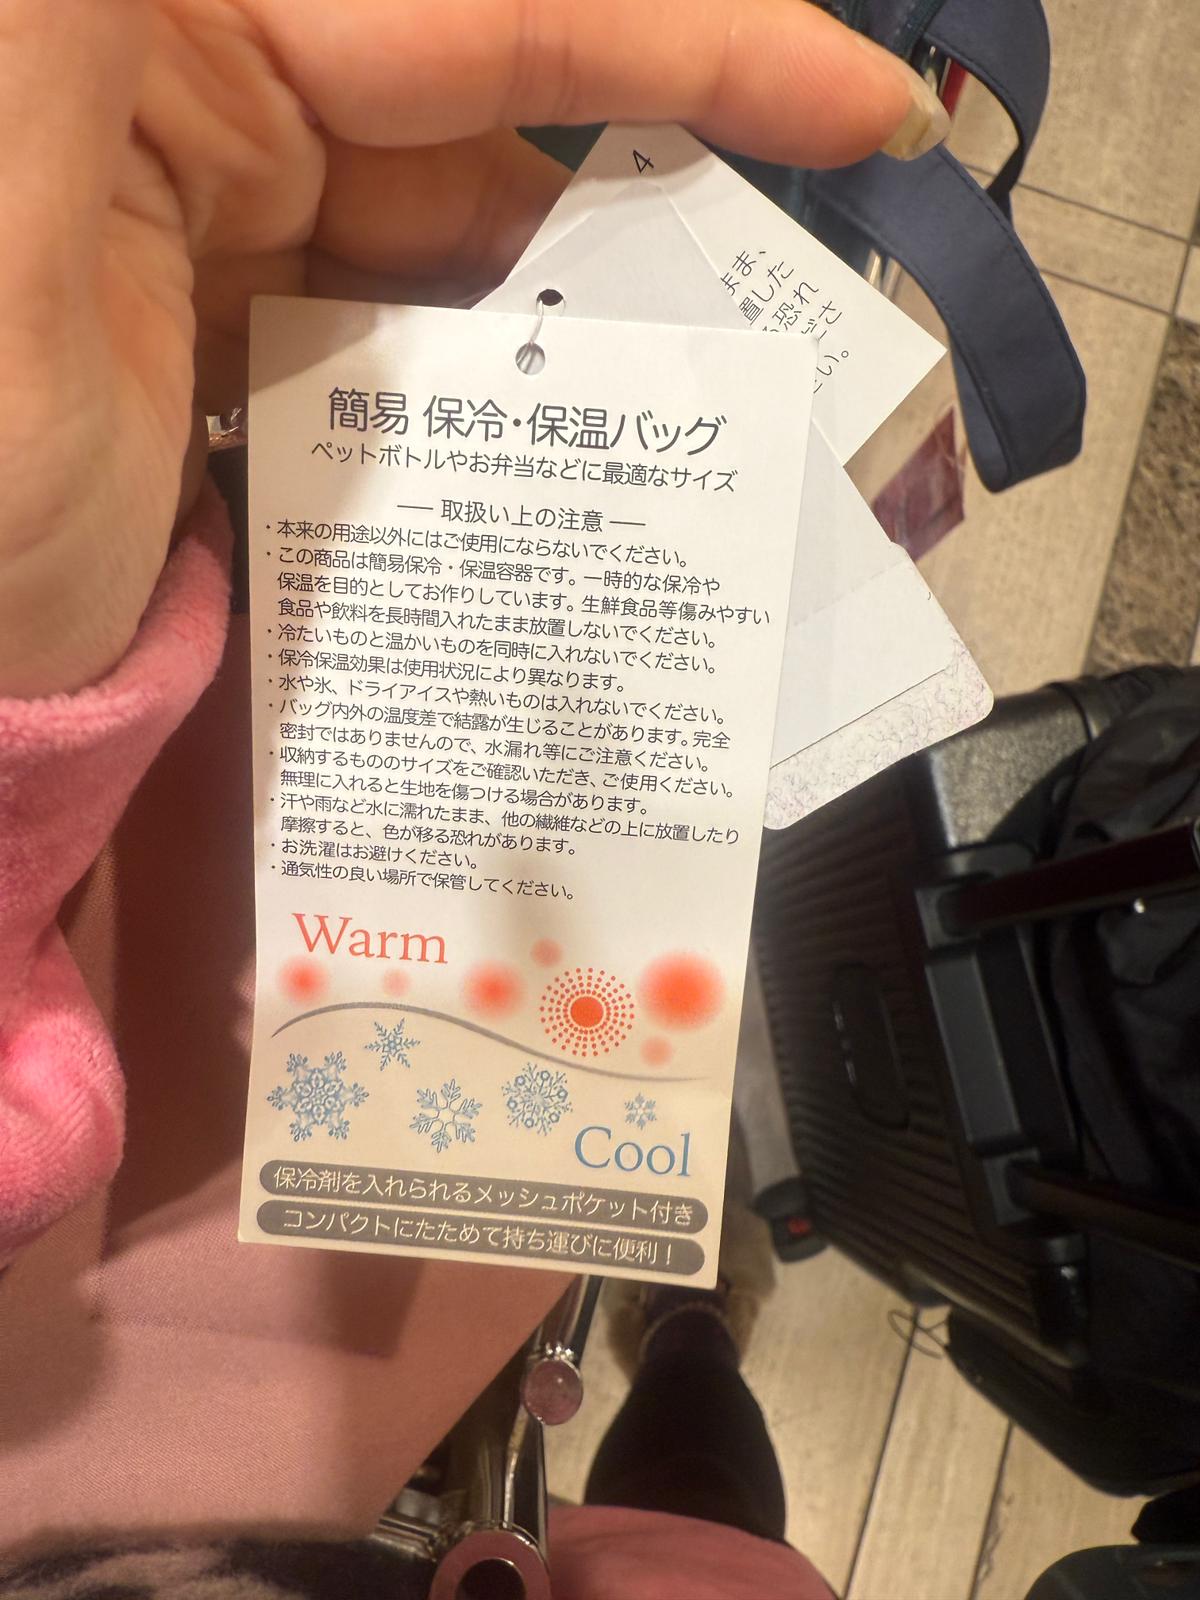 4
まま、
置した
恐れ
ださ
い。
簡易 保冷・保温バッグ
ペットボトルやお弁当などに最適なサイズ
── 取扱い上の注意 ──
・本来の用途以外にはご使用にならないでください。
・この商品は簡易保冷・保温容器です。一時的な保冷や
保温を目的としてお作りしています。生鮮食品等傷みやすい
食品や飲料を長時間入れたまま放置しないでください。
・冷たいものと温かいものを同時に入れないでください。
・保冷保温効果は使用状況により異なります。
・水や氷、ドライアイスや熱いものは入れないでください。
・バッグ内外の温度差で結露が生じることがあります。完全
密封ではありませんので、水漏れ等にご注意ください。
・収納するもののサイズをご確認いただき、ご使用ください。
無理に入れると生地を傷つける場合があります。
・汗や雨など水に濡れたまま、他の繊維などの上に放置したり
摩擦すると、色が移る恐れがあります。
・お洗濯はお避けください。
・通気性の良い場所で保管してください。
Warm
Cool
保冷剤を入れられるメッシュポケット付き
コンパクトにたためて持ち運びに便利！